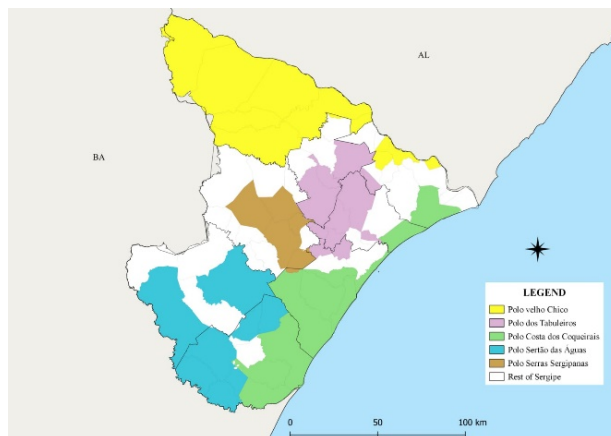 AL
BA
LEGEND
Polo velho Chico
Polo dos Tabuleiros
Polo Costa dos Coqueirais
Polo Sertão das Águas
Polo Serras Sergipanas
Rest of Sergipe
0 50 100 km